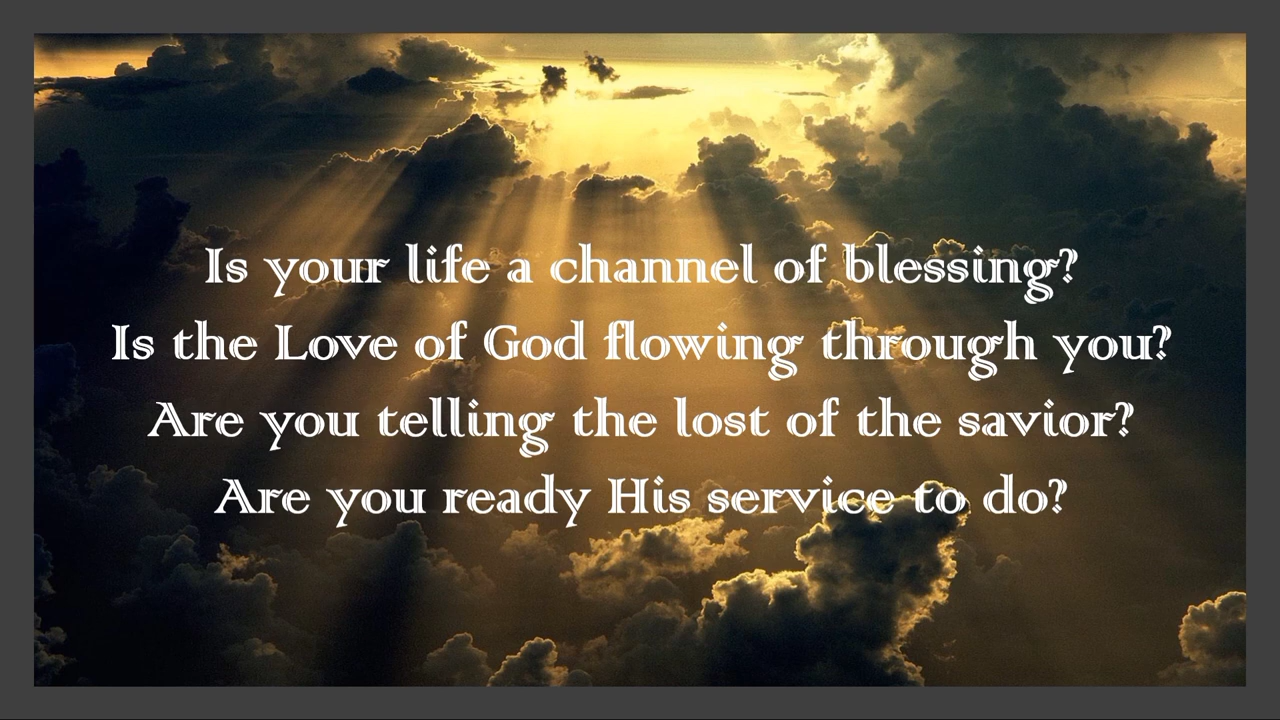 Is your life a channel of blessing?
Is the Love of God flowing through you?
Are you telling the lost of the savior?
Are you ready His service to do?